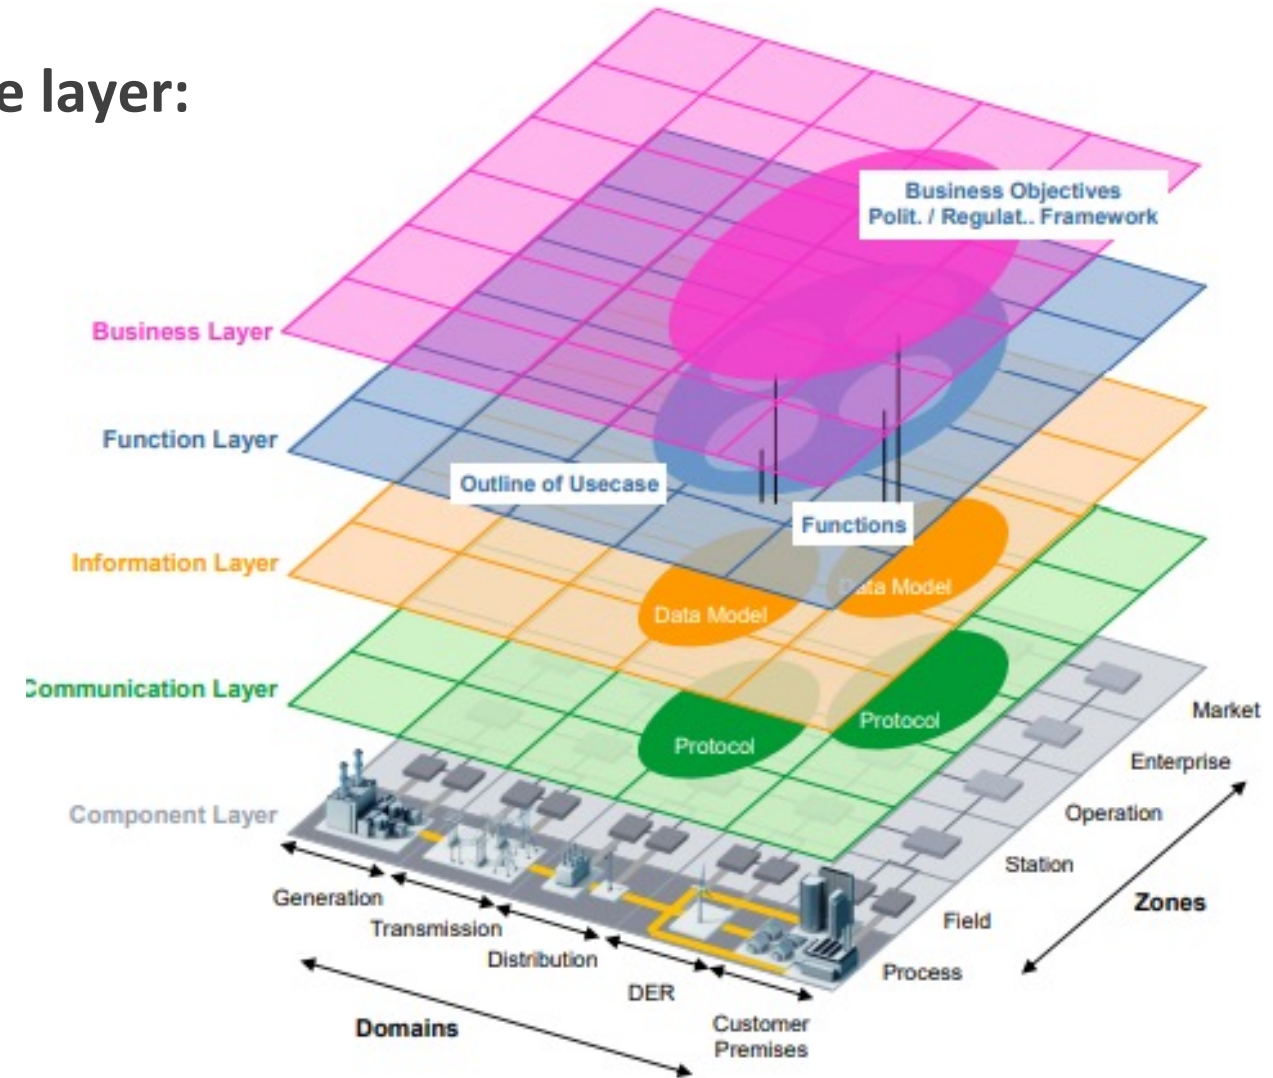 e layer:
Business Objectives
Polit. / Regulat.. Framework
Business Layer
Function Layer
Outline of Usecase
Functions
Information Layer
Data Model
Data Model
Communication Layer
Protocol
Protocol
Component Layer
Market
Enterprise
Operation
Station
Field
Process
Zones
Generation
Transmission
Distribution
DER
Customer
Premises
Domains